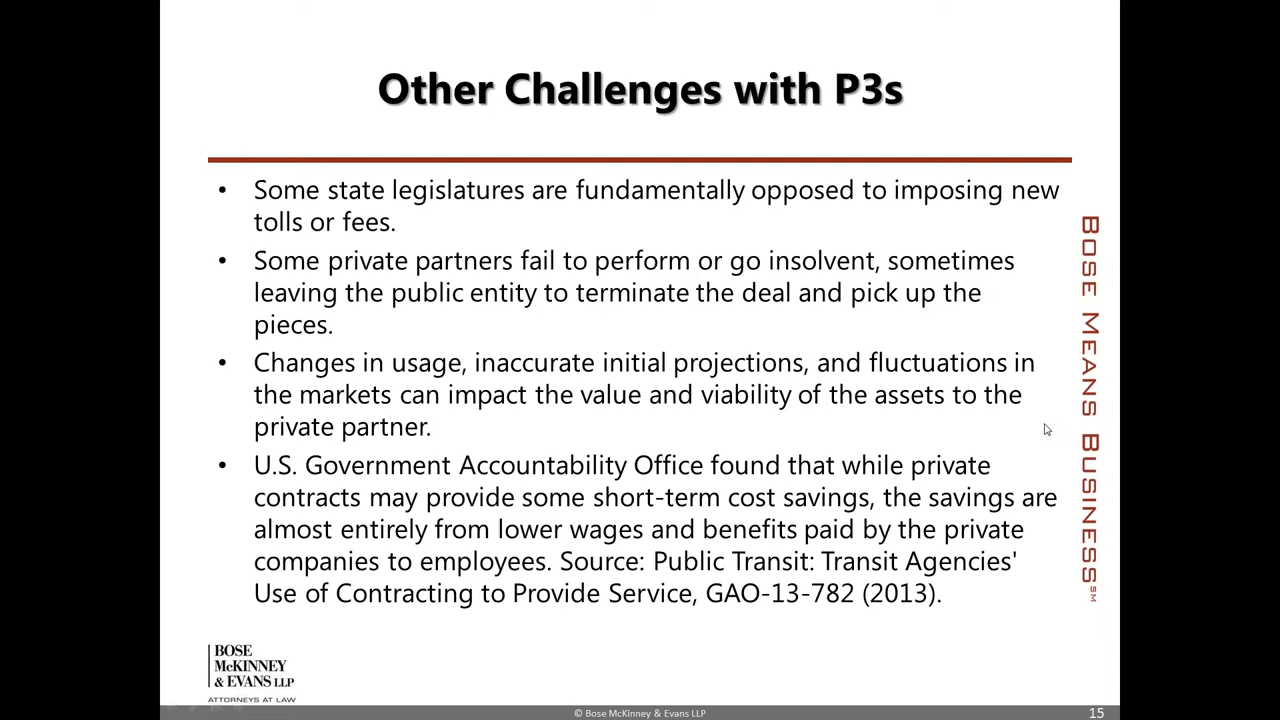 Other Challenges with P3s
• Some state legislatures are fundamentally opposed to imposing new
tolls or fees.
• Some private partners fail to perform or go insolvent, sometimes
leaving the public entity to terminate the deal and pick up the
pieces.
• Changes in usage, inaccurate initial projections, and fluctuations in
the markets can impact the value and viability of the assets to the
private partner.
• U.S. Government Accountability Office found that while private
contracts may provide some short-term cost savings, the savings are
almost entirely from lower wages and benefits paid by the private
companies to employees. Source: Public Transit: Transit Agencies'
Use of Contracting to Provide Service, GAO-13-782 (2013).
BOSE MEANS BUSINESS℠
BOSE
McKINNEY
& EVANS LLP
ATTORNEYS AT LAW
© Bose McKinney & Evans LLP
15